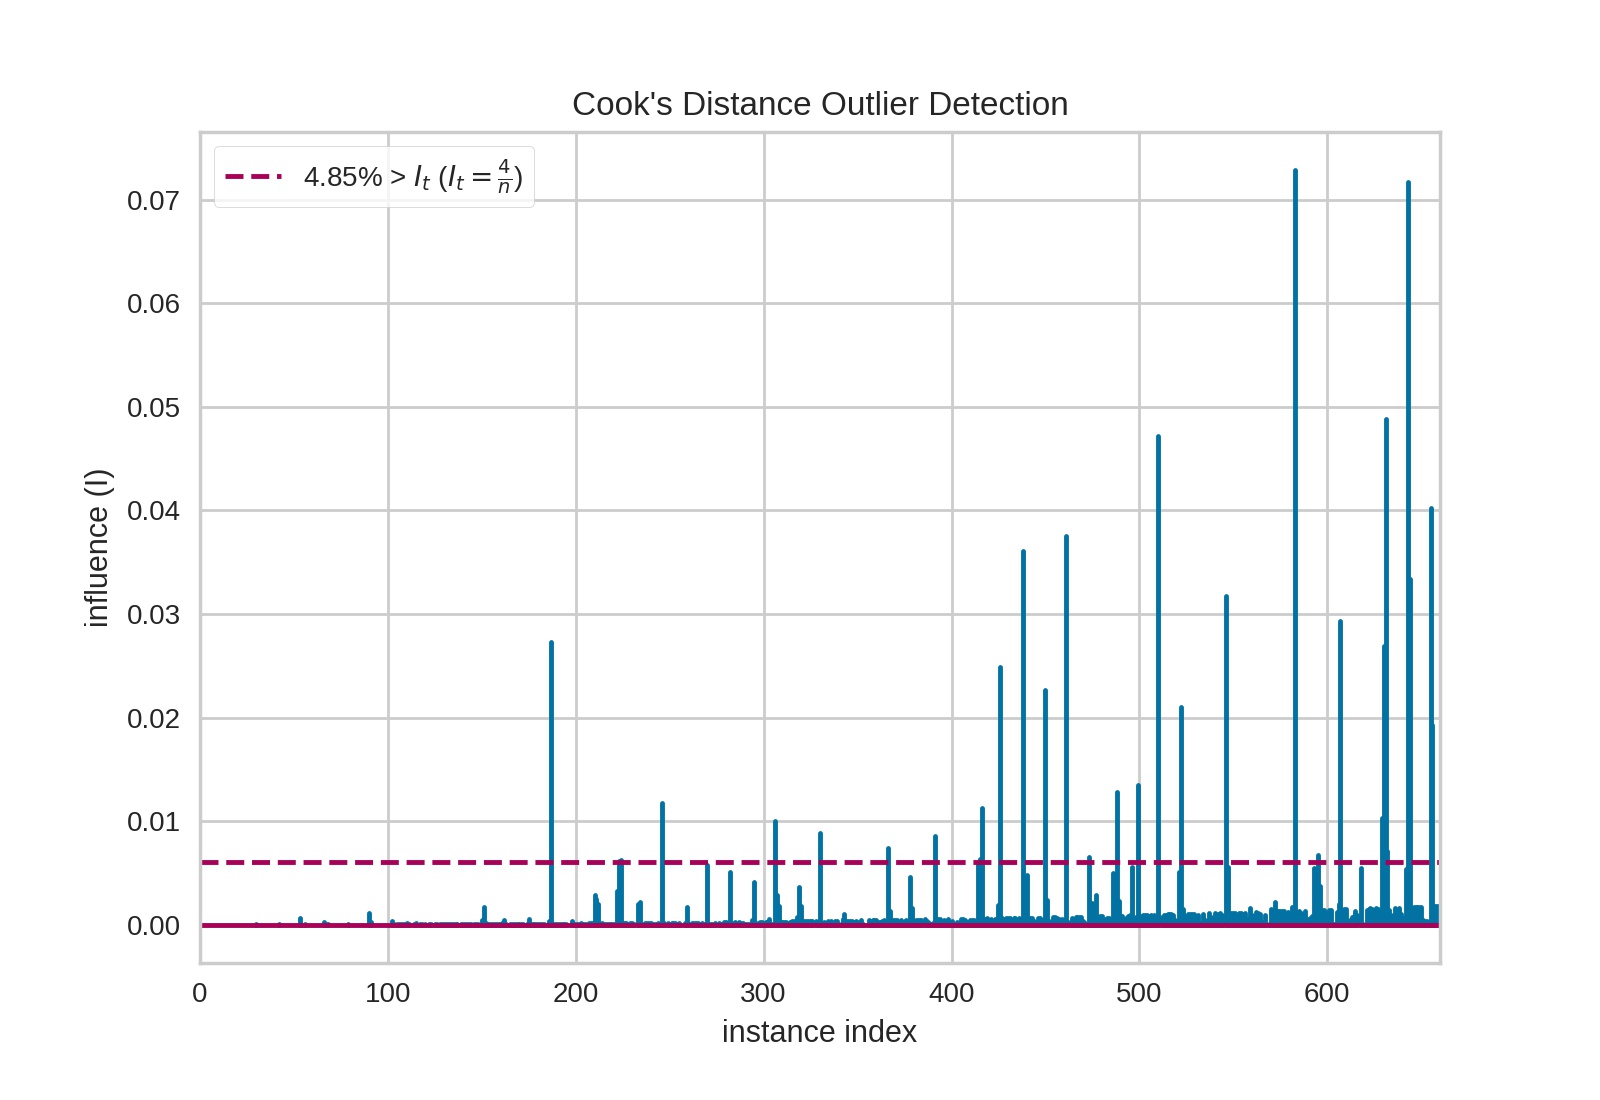 Cook's Distance Outlier Detection
4.85% > I_t (I_t = 4/n)
0.07
0.06
0.05
0.04
0.03
0.02
0.01
0.00
influence (I)
0 100 200 300 400 500 600
instance index